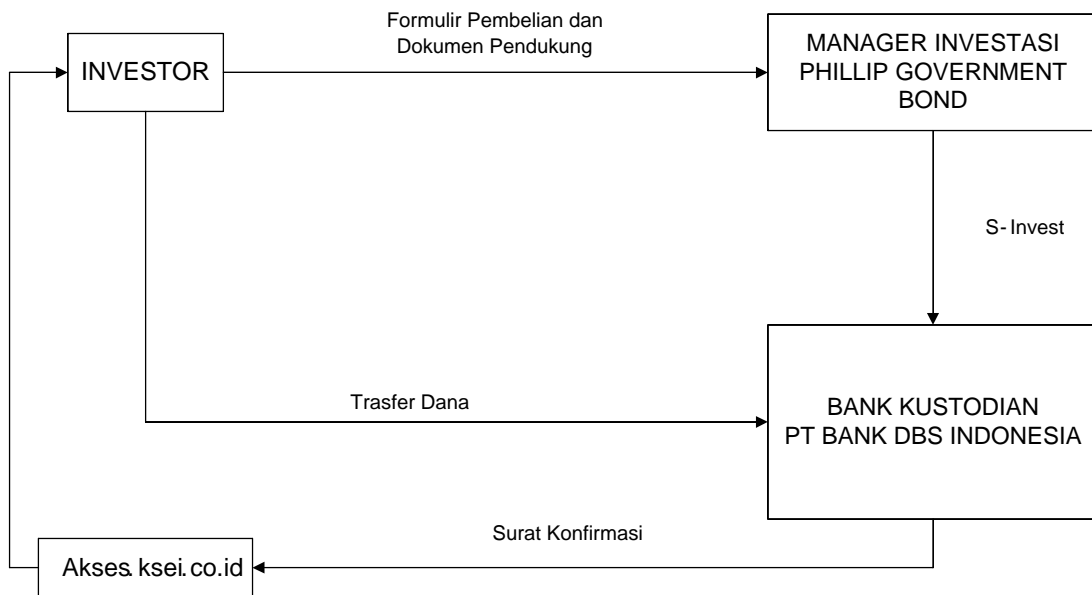 Formulir Pembelian dan
Dokumen Pendukung
INVESTOR
MANAGER INVESTASI
PHILLIP GOVERNMENT
BOND
S-Invest
Trasfer Dana
BANK KUSTODIAN
PT BANK DBS INDONESIA
Surat Konfirmasi
Akses.ksei.co.id